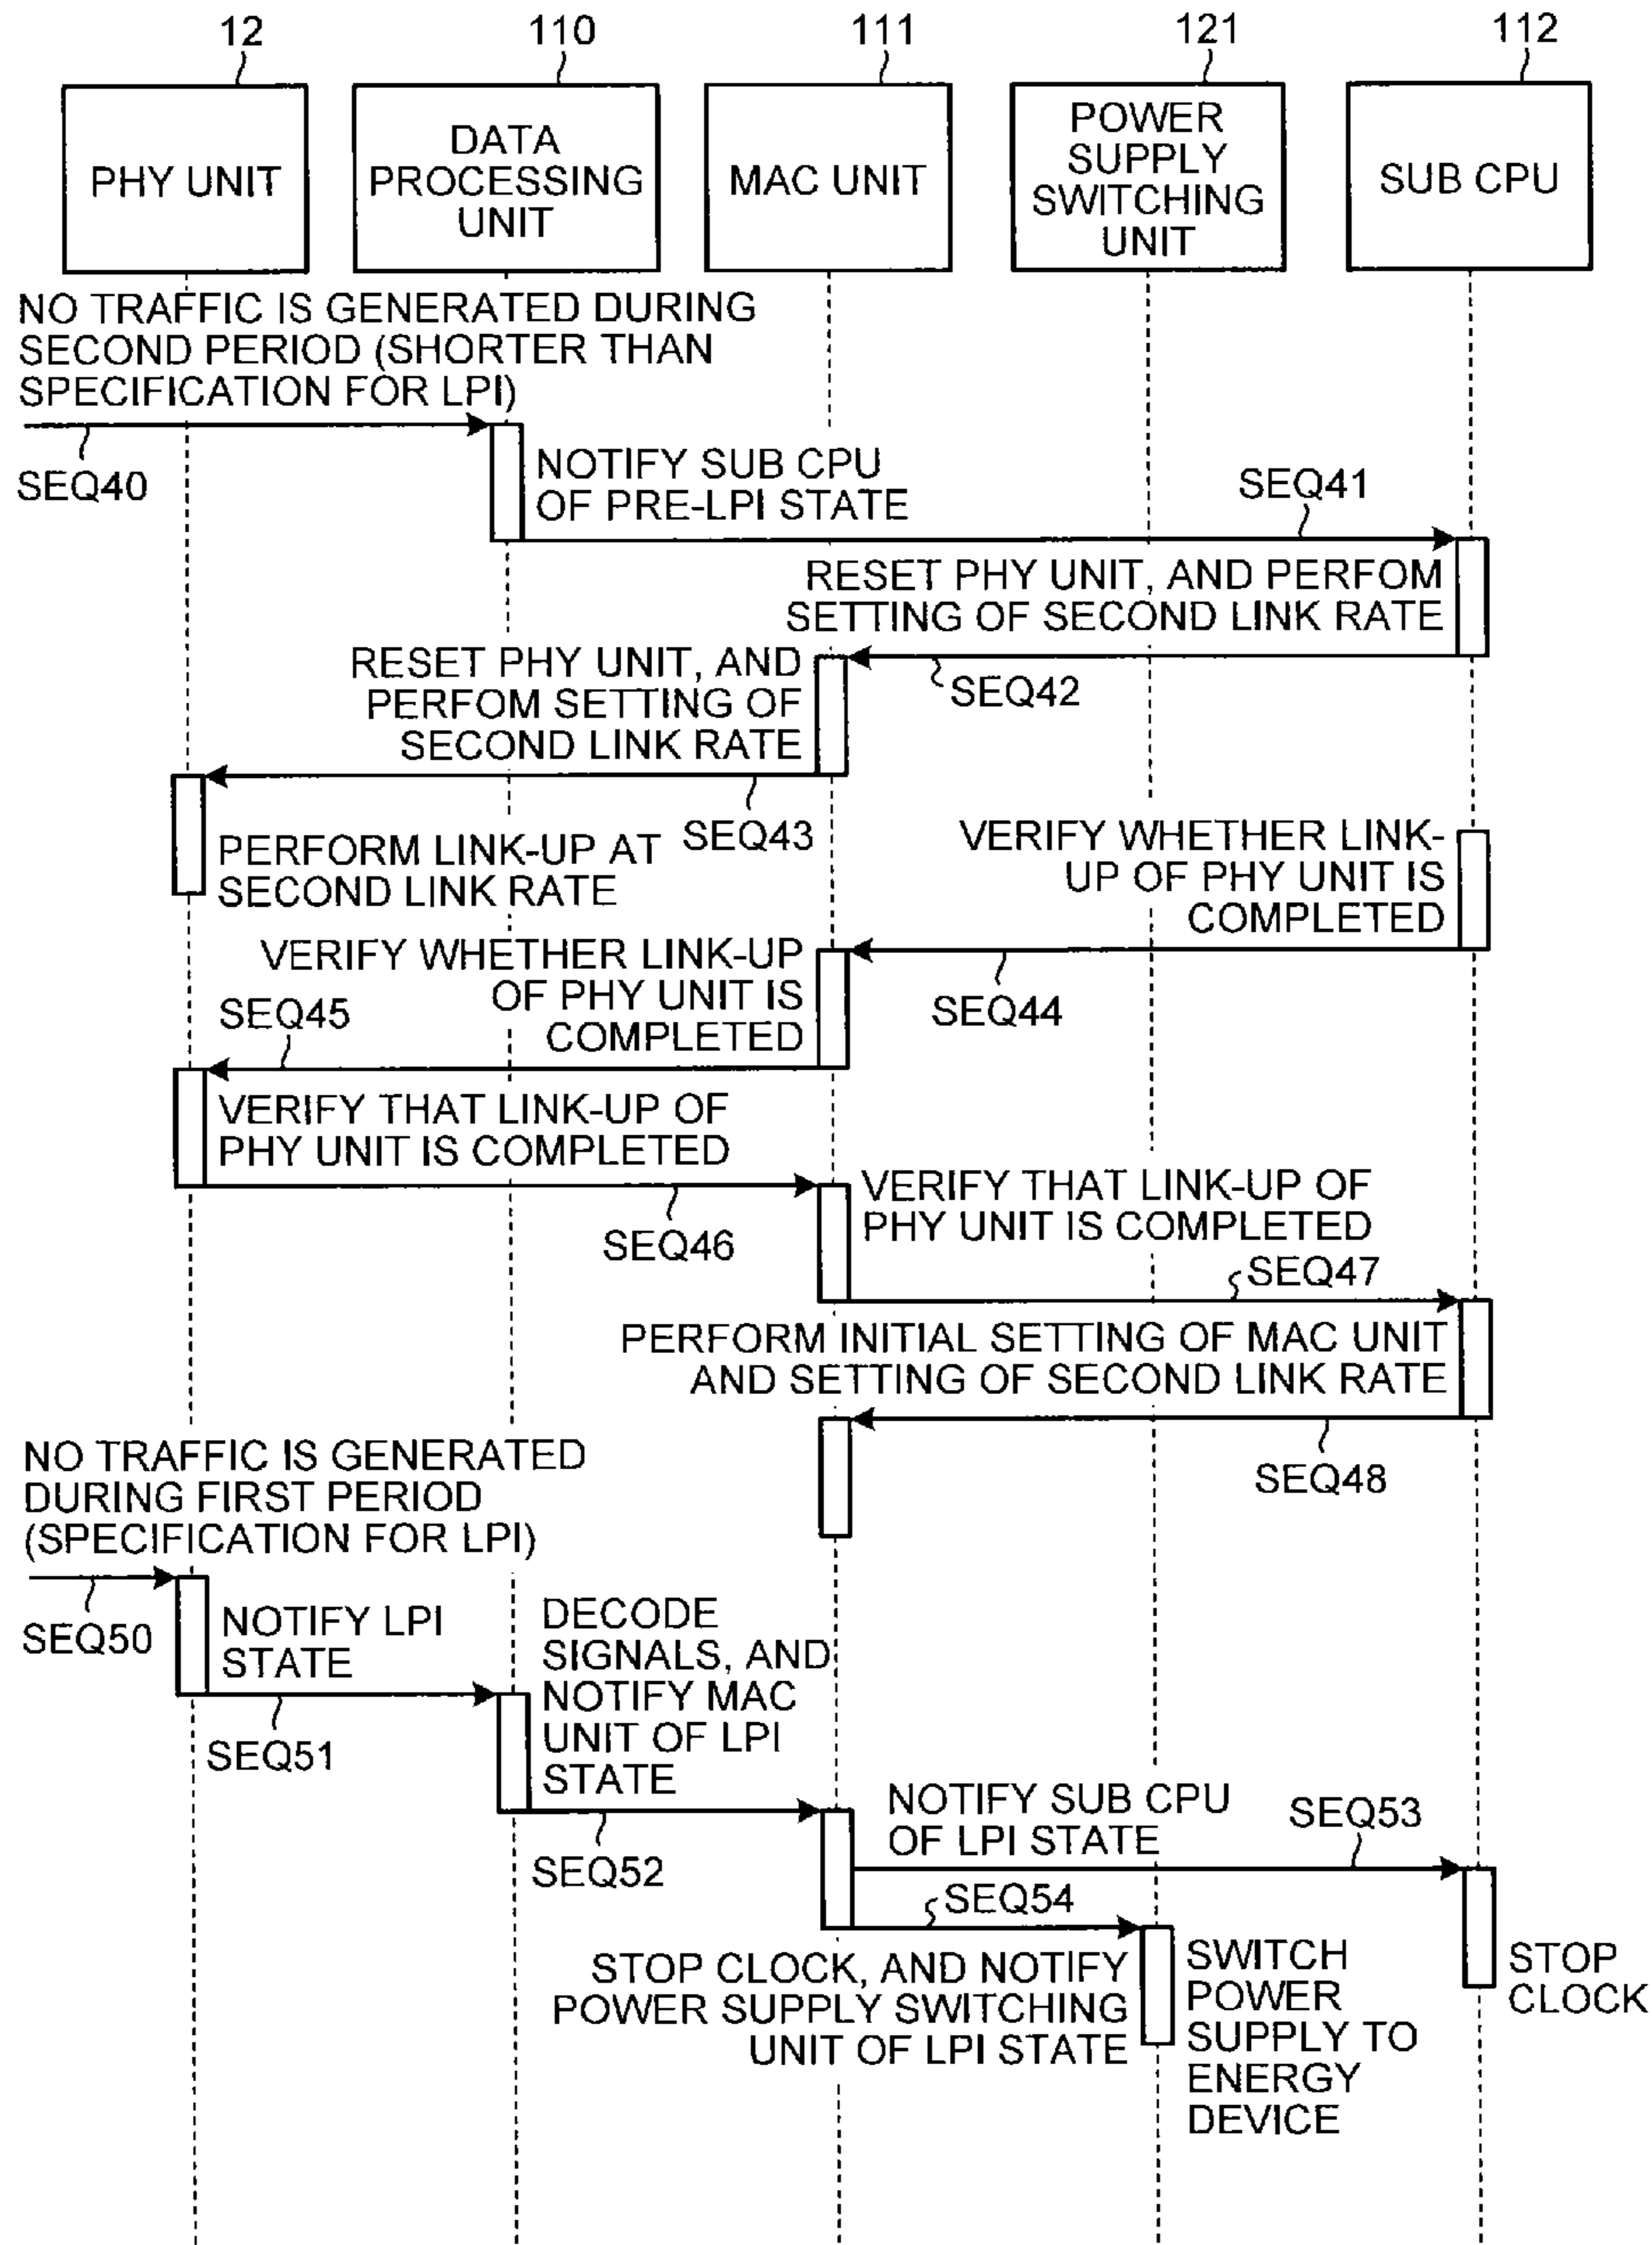 12
110
111
121
112
PHY UNIT
DATA
PROCESSING
UNIT
MAC UNIT
POWER
SUPPLY
SWITCHING
UNIT
SUB CPU
NO TRAFFIC IS GENERATED DURING
SECOND PERIOD (SHORTER THAN
SPECIFICATION FOR LPI)
SEQ40
NOTIFY SUB CPU
OF PRE-LPI STATE
SEQ41
RESET PHY UNIT, AND PERFOM
SETTING OF SECOND LINK RATE
SEQ42
RESET PHY UNIT, AND
PERFOM SETTING OF
SECOND LINK RATE
SEQ43
PERFORM LINK-UP AT
SECOND LINK RATE
VERIFY WHETHER LINK-
UP OF PHY UNIT IS
COMPLETED
SEQ44
VERIFY WHETHER LINK-UP
OF PHY UNIT IS
COMPLETED
SEQ45
VERIFY THAT LINK-UP OF
PHY UNIT IS COMPLETED
SEQ46
VERIFY THAT LINK-UP OF
PHY UNIT IS COMPLETED
SEQ47
PERFORM INITIAL SETTING OF MAC UNIT
AND SETTING OF SECOND LINK RATE
SEQ48
NO TRAFFIC IS GENERATED
DURING FIRST PERIOD
(SPECIFICATION FOR LPI)
SEQ50
NOTIFY LPI
STATE
SEQ51
DECODE
SIGNALS, AND
NOTIFY MAC
UNIT OF LPI
STATE
SEQ52
NOTIFY SUB CPU
OF LPI STATE
SEQ53
SEQ54
STOP CLOCK, AND NOTIFY
POWER SUPPLY SWITCHING
UNIT OF LPI STATE
SWITCH
POWER
SUPPLY TO
ENERGY
DEVICE
STOP
CLOCK